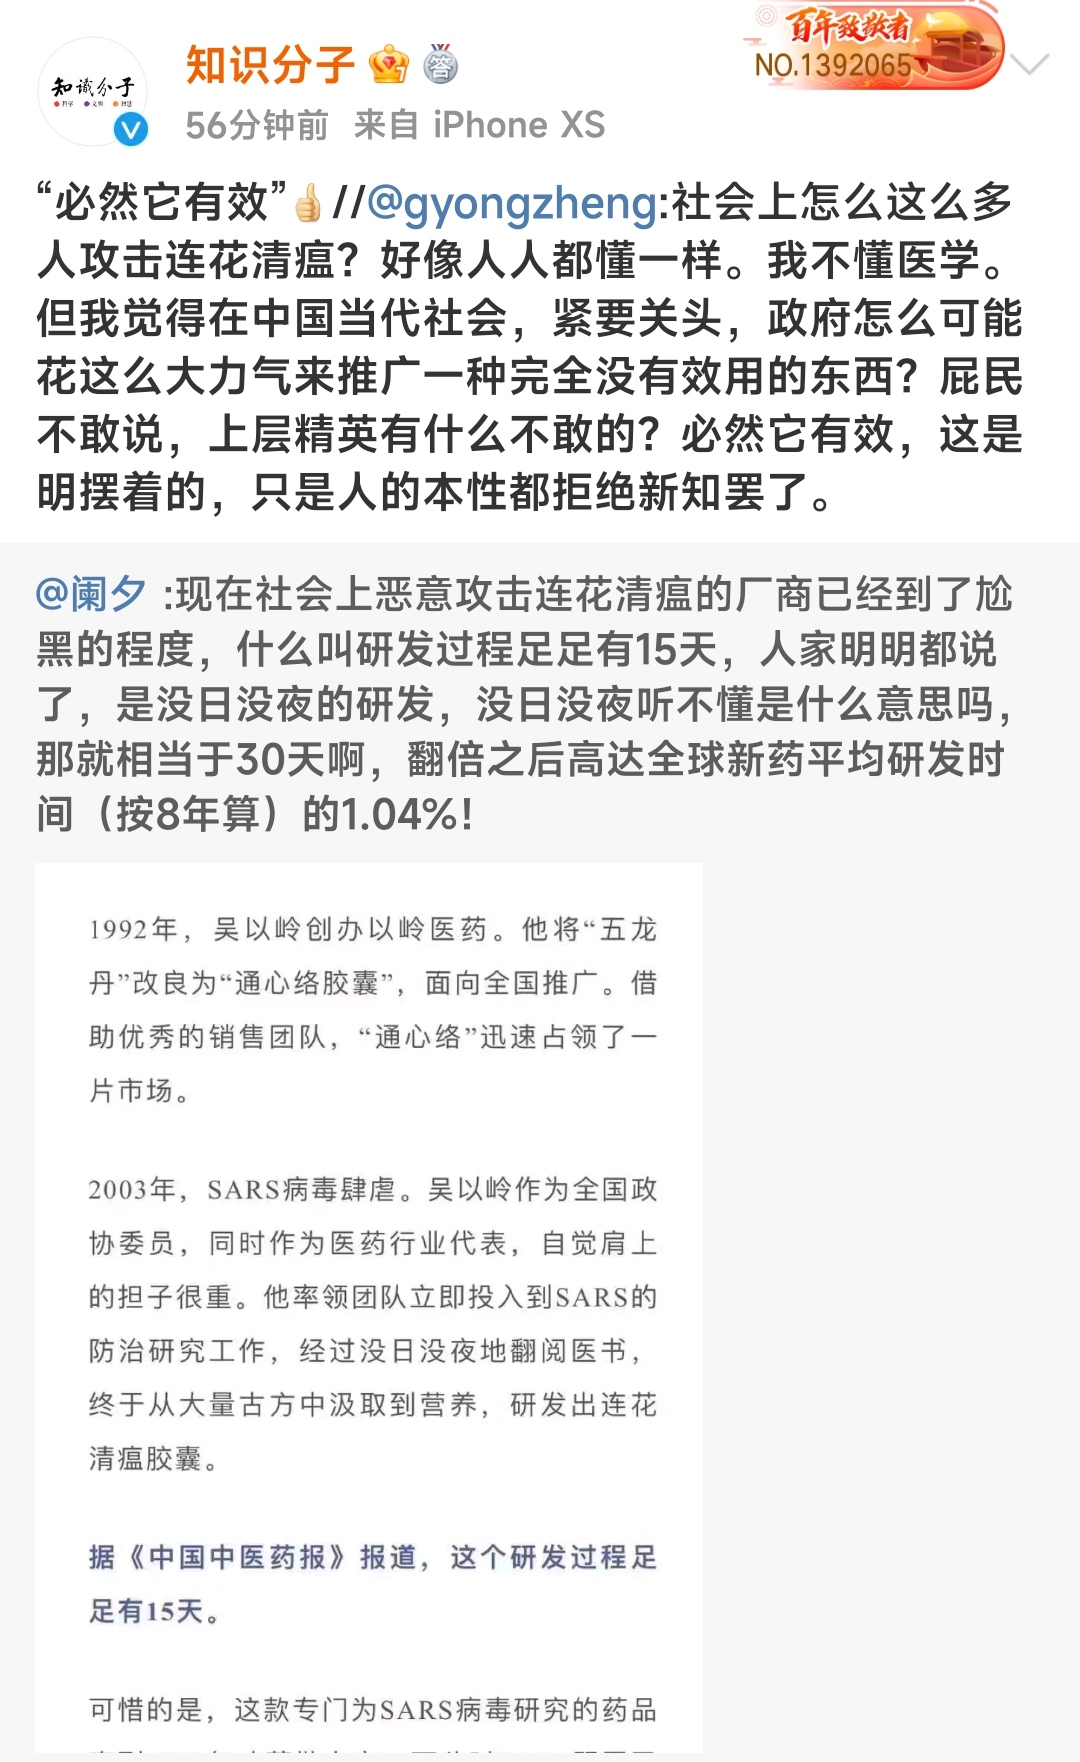 百年致敬者
NO.1392065
知識分子
科学 文明 智慧
知识分子
答
56分钟前 来自 iPhone XS
“必然它有效”👍//@gyongzheng:社会上怎么这么多
人攻击连花清瘟？好像人人都懂一样。我不懂医学。
但我觉得在中国当代社会，紧要关头，政府怎么可能
花这么大力气来推广一种完全没有效用的东西？屁民
不敢说，上层精英有什么不敢的？必然它有效，这是
明摆着的，只是人的本性都拒绝新知罢了。
@阑夕 :现在社会上恶意攻击连花清瘟的厂商已经到了尬
黑的程度，什么叫研发过程足足有15天，人家明明都说
了，是没日没夜的研发，没日没夜听不懂是什么意思吗，
那就相当于30天啊，翻倍之后高达全球新药平均研发时
间（按8年算）的1.04%!
1992年，吴以岭创办以岭医药。他将“五龙
丹”改良为“通心络胶囊”，面向全国推广。借
助优秀的销售团队，“通心络”迅速占领了一
片市场。
2003年，SARS病毒肆虐。吴以岭作为全国政
协委员，同时作为医药行业代表，自觉肩上
的担子很重。他率领团队立即投入到SARS的
防治研究工作，经过没日没夜地翻阅医书，
终于从大量古方中汲取到营养，研发出连花
清瘟胶囊。
据《中国中医药报》报道，这个研发过程足
足有15天。
可惜的是，这款专门为SARS病毒研究的药品